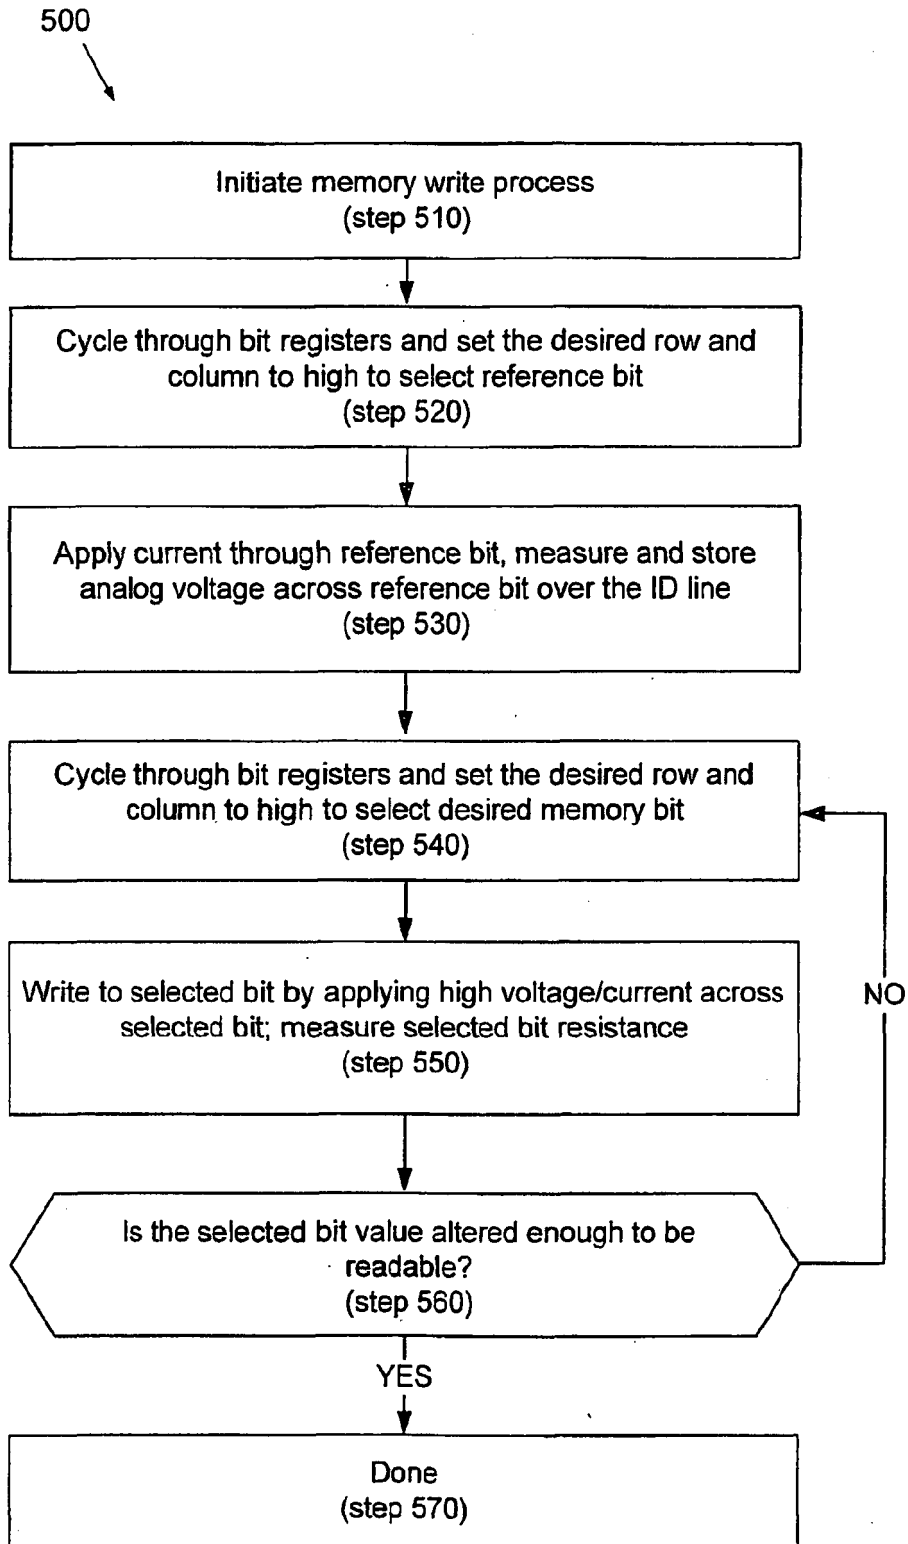 500
Initiate memory write process
(step 510)
Cycle through bit registers and set the desired row and
column to high to select reference bit
(step 520)
Apply current through reference bit, measure and store
analog voltage across reference bit over the ID line
(step 530)
Cycle through bit registers and set the desired row and
column to high to select desired memory bit
(step 540)
Write to selected bit by applying high voltage/current across
selected bit; measure selected bit resistance
(step 550)
NO
Is the selected bit value altered enough to be
readable?
(step 560)
YES
Done
(step 570)